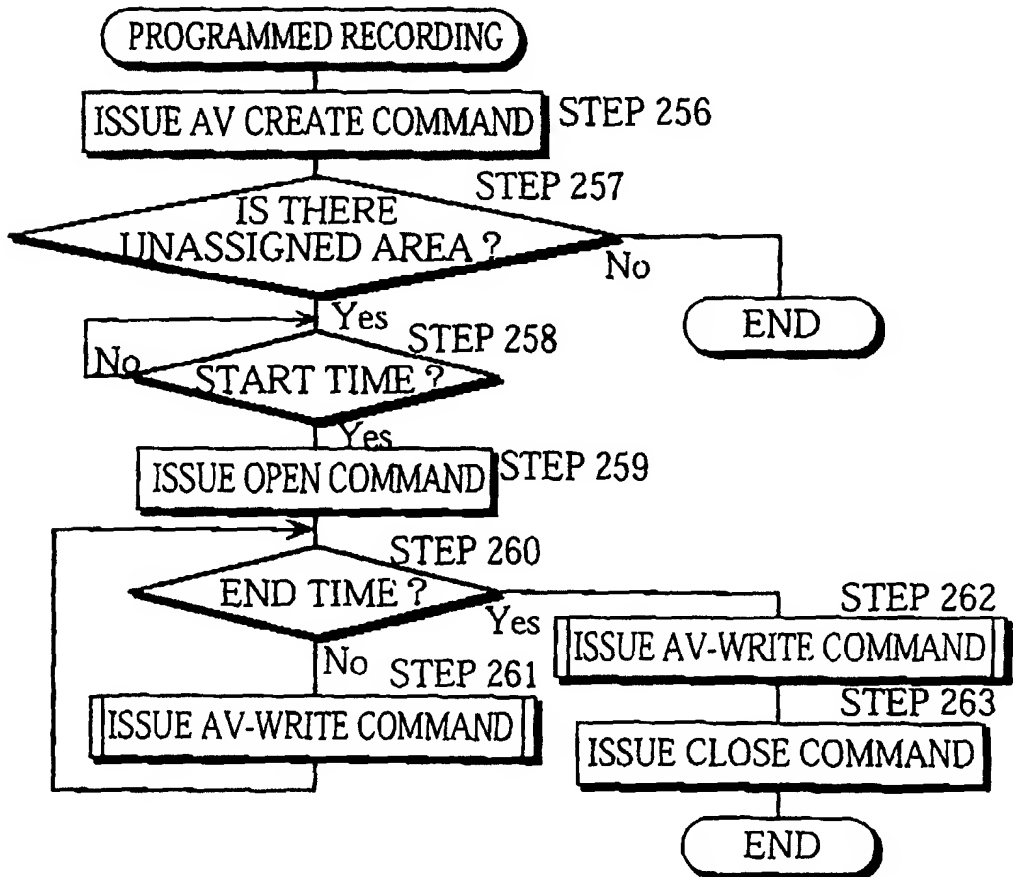 PROGRAMMED RECORDING
ISSUE AV CREATE COMMAND
STEP 256
STEP 257
IS THERE
UNASSIGNED AREA ?
No
END
Yes
STEP 258
No
START TIME ?
Yes
ISSUE OPEN COMMAND
STEP 259
STEP 260
END TIME ?
Yes
No
STEP 261
ISSUE AV-WRITE COMMAND
STEP 262
ISSUE AV-WRITE COMMAND
STEP 263
ISSUE CLOSE COMMAND
END